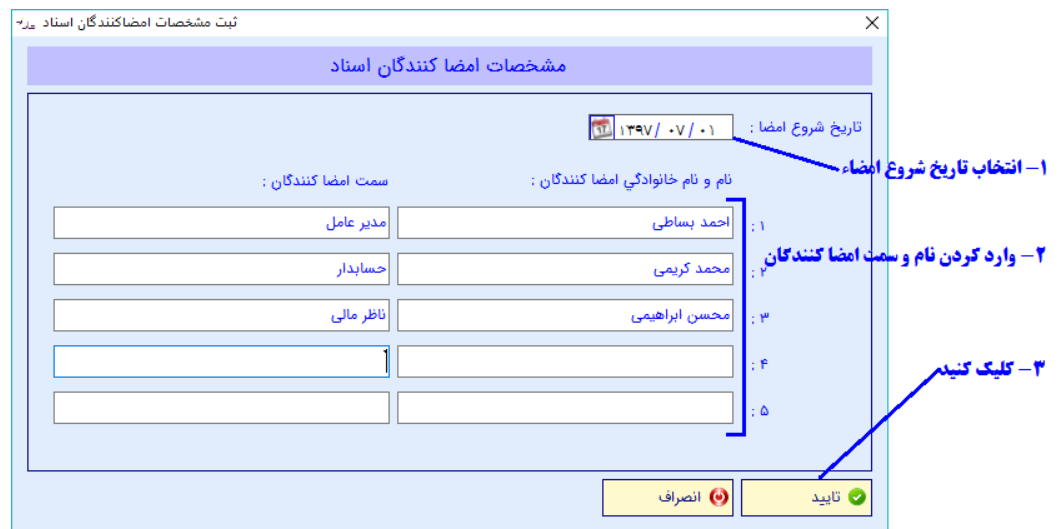 ثبت مشخصات امضاکنندگان اسناد
مشخصات امضا کنندگان اسناد
تاریخ شروع امضا : ۱۳۹۷/ ۰۷/ ۰۱
۱- انتخاب تاریخ شروع امضاء
نام و نام خانوادگي امضا کنندگان : سمت امضا کنندگان :
۱ : احمد بساطی مدیر عامل
۲- وارد کردن نام و سمت امضا کنندگان
۲ : محمد کریمی حسابدار
۳ : محسن ابراهیمی ناظر مالی
۴ :
۳- کلیک کنید
۵ :
تایید انصراف